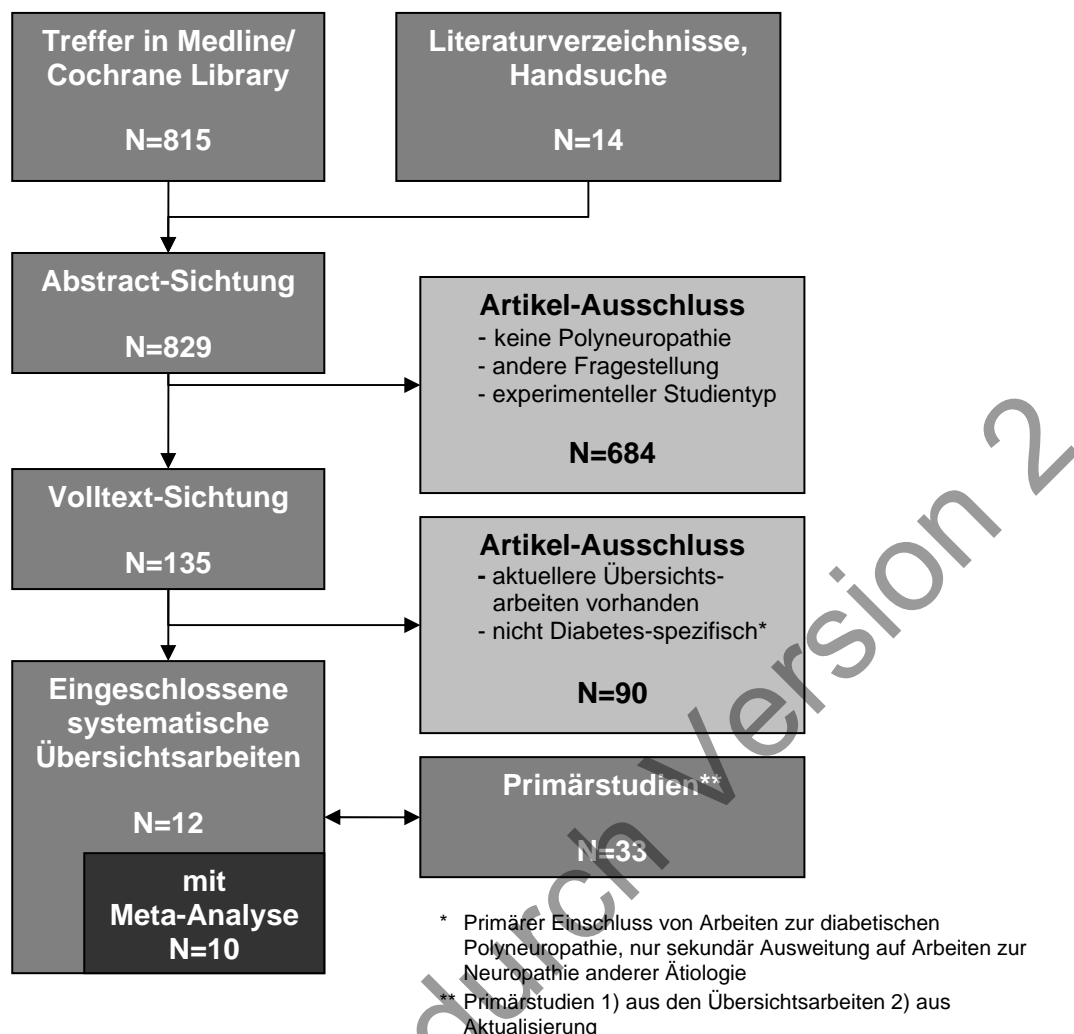 Treffer in Medline/
Cochrane Library
N=815
Literaturverzeichnisse,
Handsuche
N=14
Abstract-Sichtung
N=829
Artikel-Ausschluss
- keine Polyneuropathie
- andere Fragestellung
- experimenteller Studientyp
N=684
Volltext-Sichtung
N=135
Artikel-Ausschluss
- aktuellere Übersichts-
arbeiten vorhanden
- nicht Diabetes-spezifisch*
N=90
Eingeschlossene
systematische
Übersichtsarbeiten
N=12
mit
Meta-Analyse
N=10
Primärstudien**
N=33
* Primärer Einschluss von Arbeiten zur diabetischen
Polyneuropathie, nur sekundär Ausweitung auf Arbeiten zur
Neuropathie anderer Ätiologie
** Primärstudien 1) aus den Übersichtsarbeiten 2) aus
Aktualisierung
durch Version 2